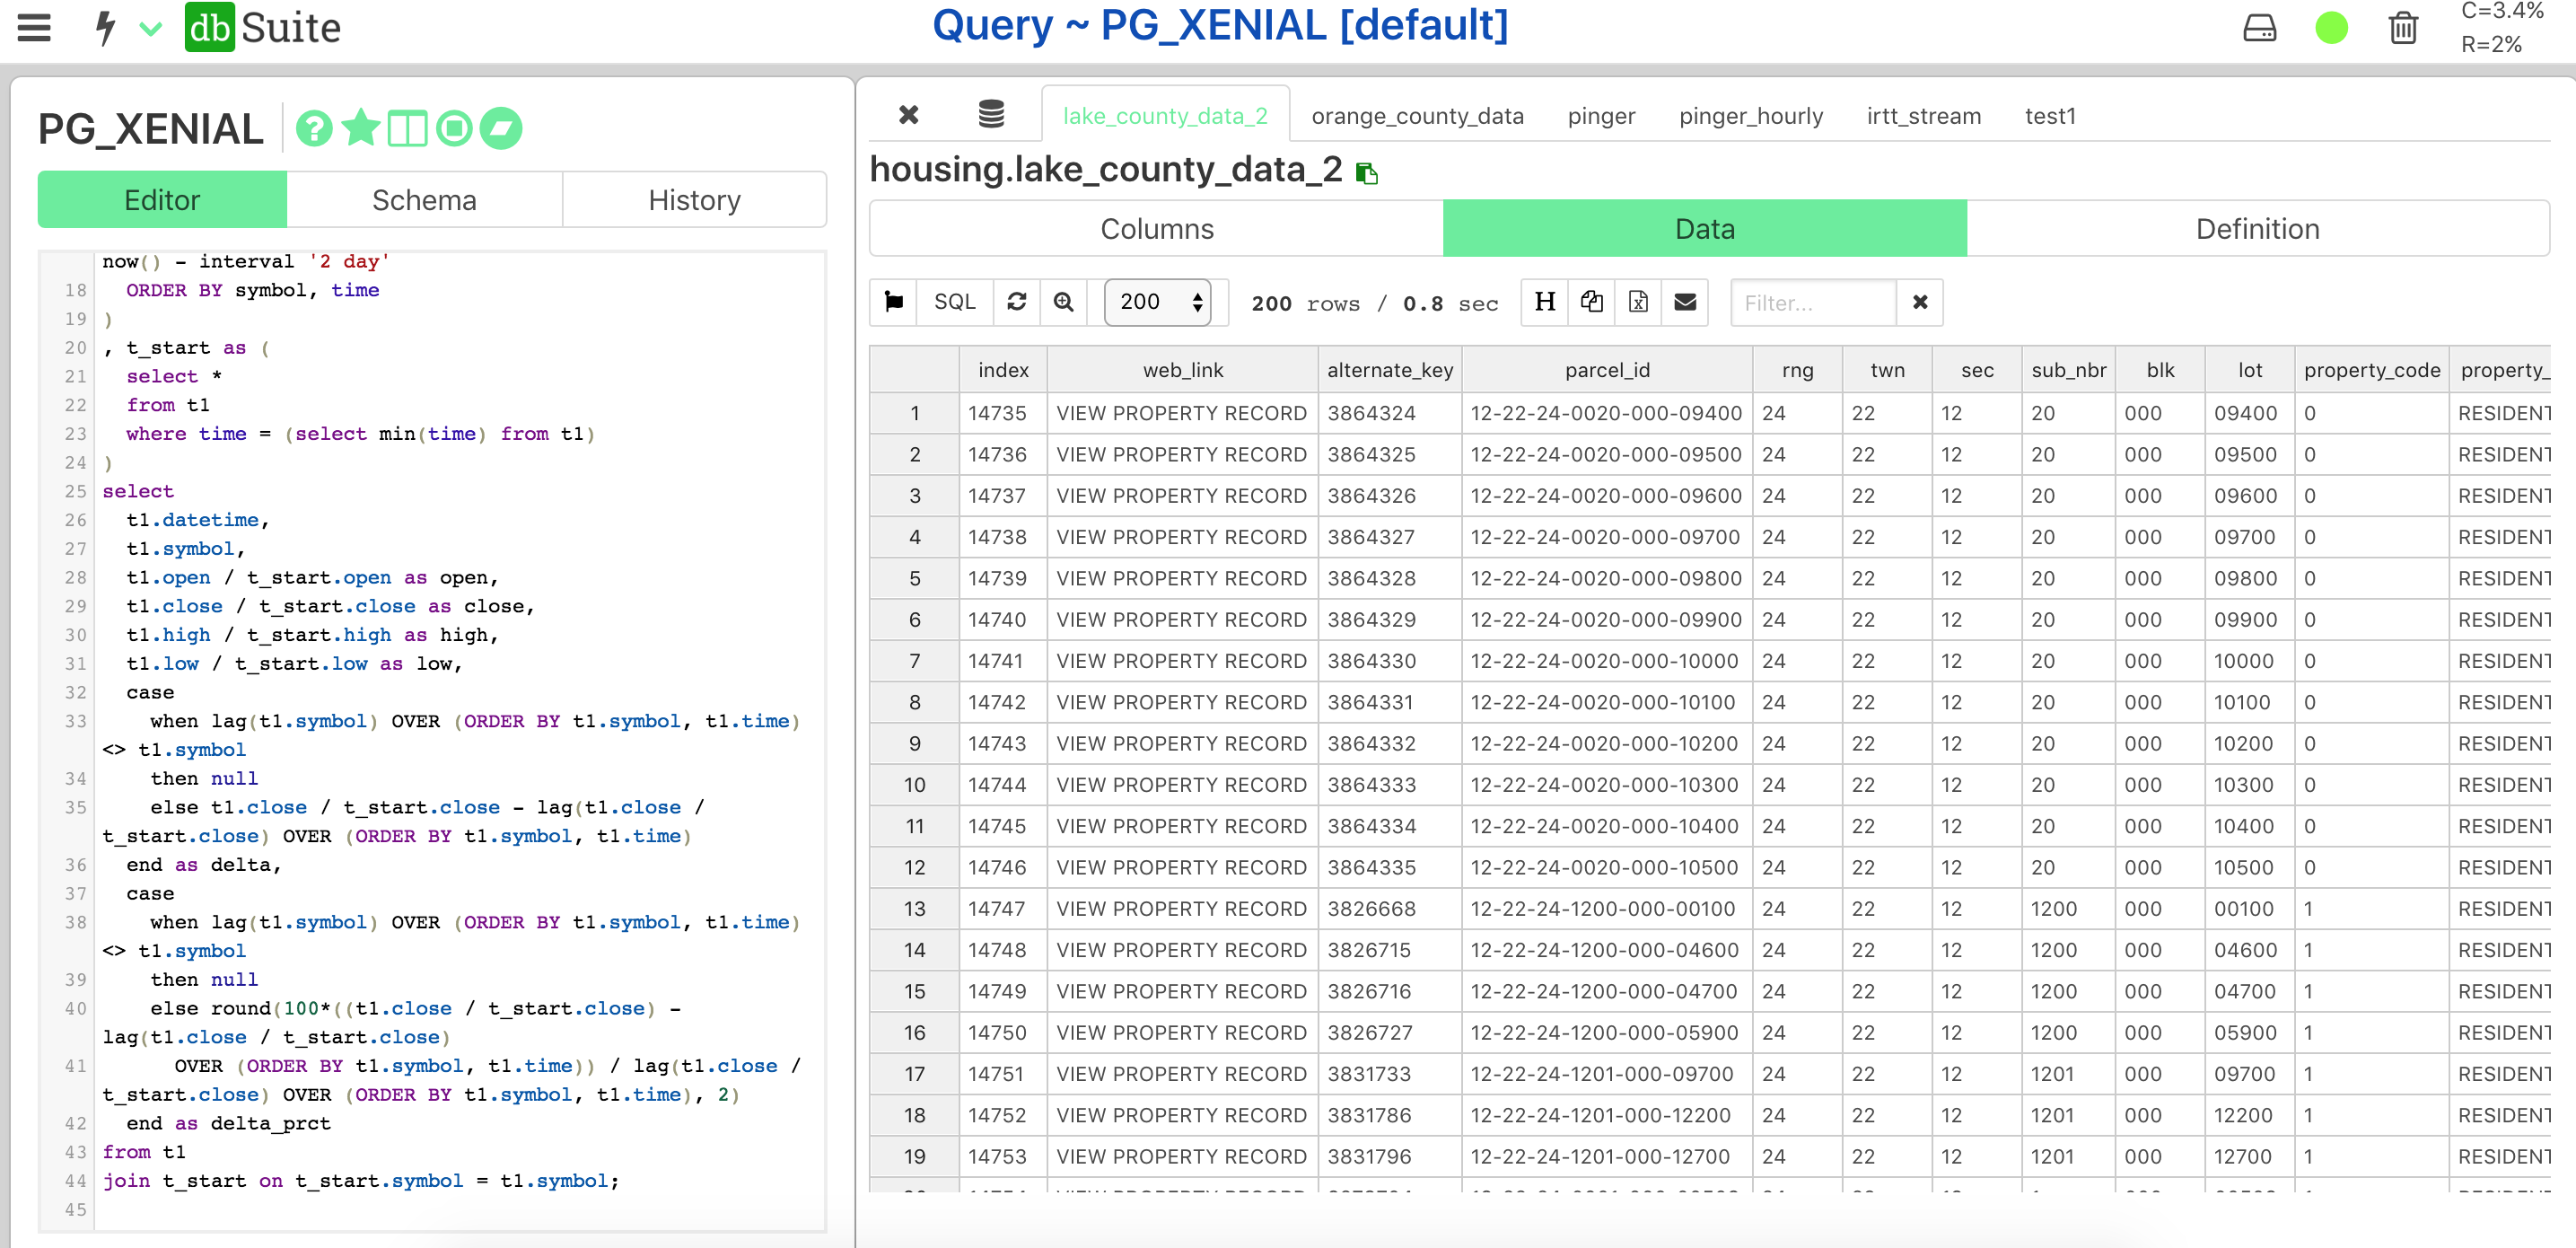 db Suite
Query ~ PG_XENIAL [default]
C=3.4%
R=2%
PG_XENIAL
Editor Schema History
now() - interval '2 day'
18 ORDER BY symbol, time
19 )
20 , t_start as (
21 select *
22 from t1
23 where time = (select min(time) from t1)
24 )
25 select
26 t1.datetime,
27 t1.symbol,
28 t1.open / t_start.open as open,
29 t1.close / t_start.close as close,
30 t1.high / t_start.high as high,
31 t1.low / t_start.low as low,
32 case
33 when lag(t1.symbol) OVER (ORDER BY t1.symbol, t1.time)
<> t1.symbol
34 then null
35 else t1.close / t_start.close - lag(t1.close /
t_start.close) OVER (ORDER BY t1.symbol, t1.time)
36 end as delta,
37 case
38 when lag(t1.symbol) OVER (ORDER BY t1.symbol, t1.time)
<> t1.symbol
39 then null
40 else round(100*((t1.close / t_start.close) -
lag(t1.close / t_start.close)
41 OVER (ORDER BY t1.symbol, t1.time)) / lag(t1.close /
t_start.close) OVER (ORDER BY t1.symbol, t1.time), 2)
42 end as delta_prct
43 from t1
44 join t_start on t_start.symbol = t1.symbol;
45
lake_county_data_2 orange_county_data pinger pinger_hourly irtt_stream test1
housing.lake_county_data_2
Columns Data Definition
SQL 200 200 rows / 0.8 sec H Filter...
index web_link alternate_key parcel_id rng twn sec sub_nbr blk lot property_code property_
1 14735 VIEW PROPERTY RECORD 3864324 12-22-24-0020-000-09400 24 22 12 20 000 09400 0 RESIDENT
2 14736 VIEW PROPERTY RECORD 3864325 12-22-24-0020-000-09500 24 22 12 20 000 09500 0 RESIDENT
3 14737 VIEW PROPERTY RECORD 3864326 12-22-24-0020-000-09600 24 22 12 20 000 09600 0 RESIDENT
4 14738 VIEW PROPERTY RECORD 3864327 12-22-24-0020-000-09700 24 22 12 20 000 09700 0 RESIDENT
5 14739 VIEW PROPERTY RECORD 3864328 12-22-24-0020-000-09800 24 22 12 20 000 09800 0 RESIDENT
6 14740 VIEW PROPERTY RECORD 3864329 12-22-24-0020-000-09900 24 22 12 20 000 09900 0 RESIDENT
7 14741 VIEW PROPERTY RECORD 3864330 12-22-24-0020-000-10000 24 22 12 20 000 10000 0 RESIDENT
8 14742 VIEW PROPERTY RECORD 3864331 12-22-24-0020-000-10100 24 22 12 20 000 10100 0 RESIDENT
9 14743 VIEW PROPERTY RECORD 3864332 12-22-24-0020-000-10200 24 22 12 20 000 10200 0 RESIDENT
10 14744 VIEW PROPERTY RECORD 3864333 12-22-24-0020-000-10300 24 22 12 20 000 10300 0 RESIDENT
11 14745 VIEW PROPERTY RECORD 3864334 12-22-24-0020-000-10400 24 22 12 20 000 10400 0 RESIDENT
12 14746 VIEW PROPERTY RECORD 3864335 12-22-24-0020-000-10500 24 22 12 20 000 10500 0 RESIDENT
13 14747 VIEW PROPERTY RECORD 3826668 12-22-24-1200-000-00100 24 22 12 1200 000 00100 1 RESIDENT
14 14748 VIEW PROPERTY RECORD 3826715 12-22-24-1200-000-04600 24 22 12 1200 000 04600 1 RESIDENT
15 14749 VIEW PROPERTY RECORD 3826716 12-22-24-1200-000-04700 24 22 12 1200 000 04700 1 RESIDENT
16 14750 VIEW PROPERTY RECORD 3826727 12-22-24-1200-000-05900 24 22 12 1200 000 05900 1 RESIDENT
17 14751 VIEW PROPERTY RECORD 3831733 12-22-24-1201-000-09700 24 22 12 1201 000 09700 1 RESIDENT
18 14752 VIEW PROPERTY RECORD 3831786 12-22-24-1201-000-12200 24 22 12 1201 000 12200 1 RESIDENT
19 14753 VIEW PROPERTY RECORD 3831796 12-22-24-1201-000-12700 24 22 12 1201 000 12700 1 RESIDENT